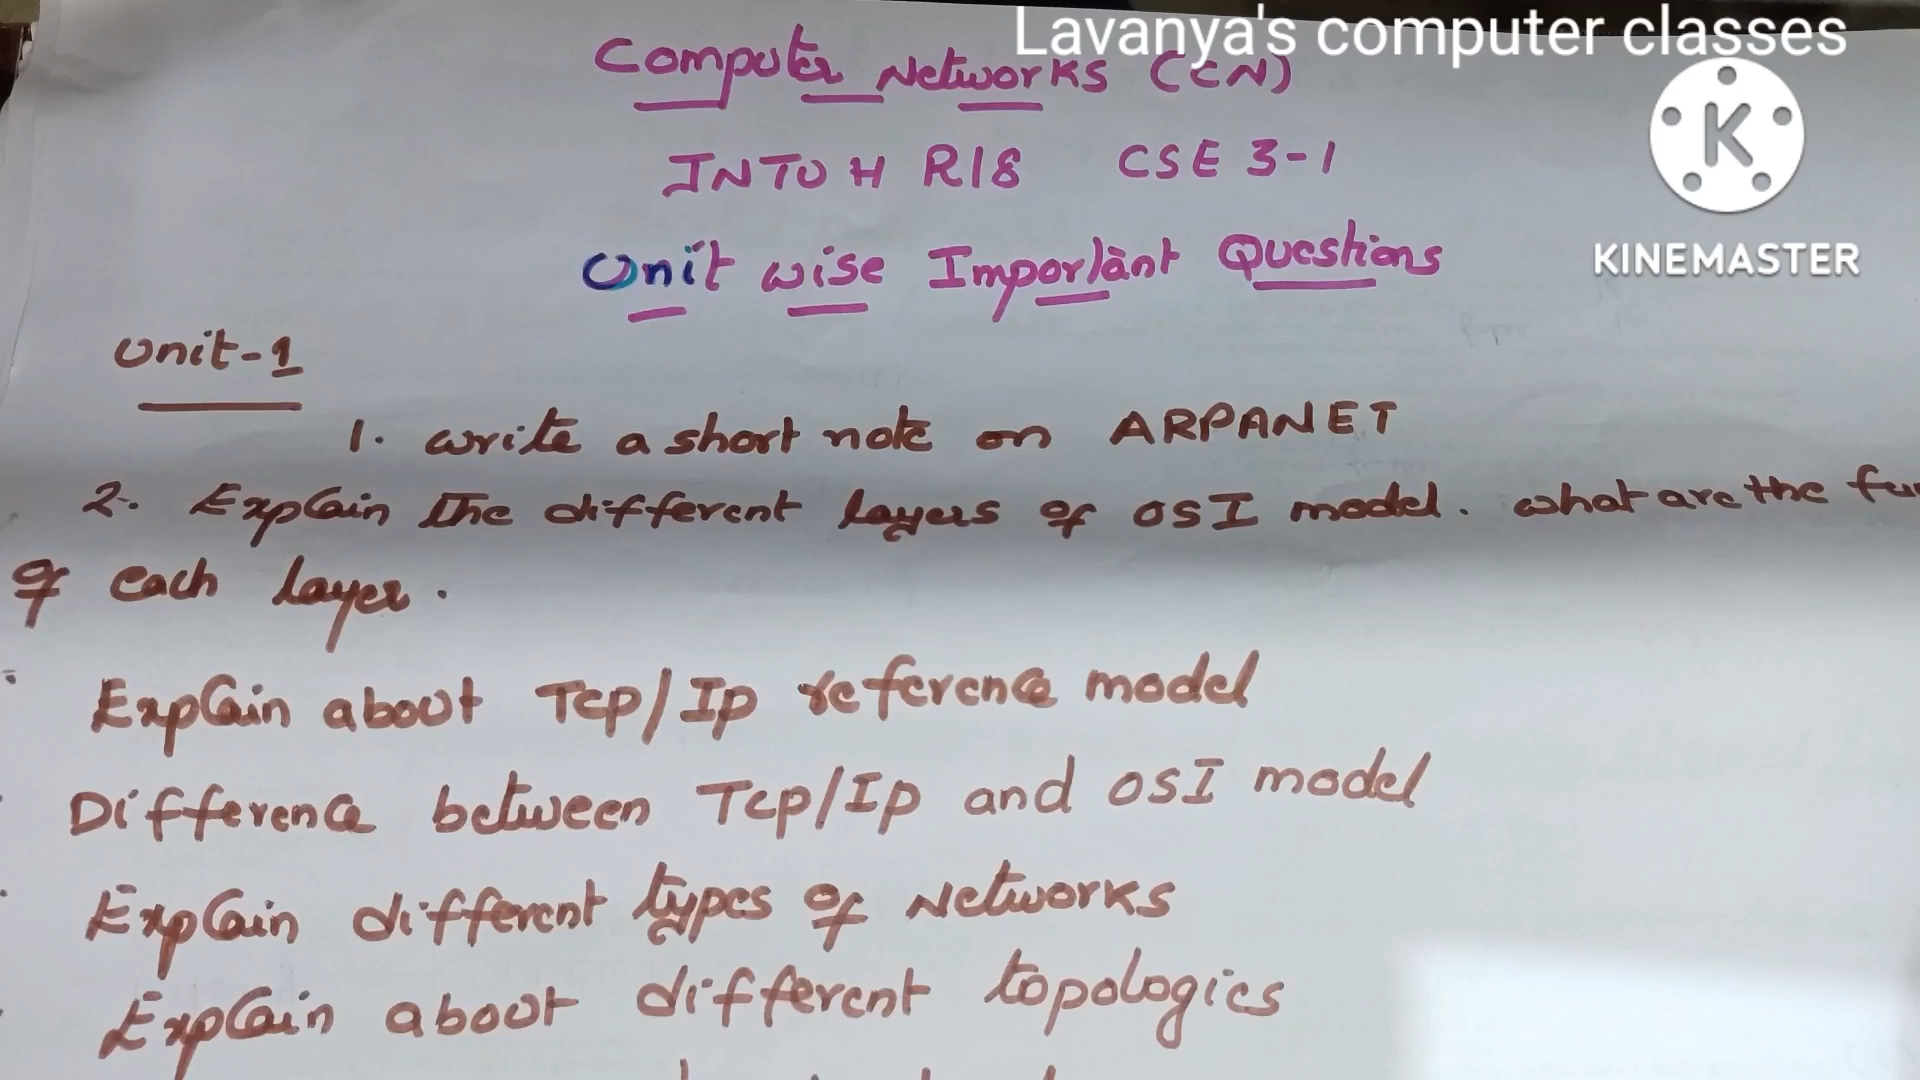 Lavanya's computer classes
Computer Networks (CN)
JNTU H R18 CSE 3-1
KINEMASTER
Unit wise Important Questions
Unit-1
1. write a short note on ARPANET
2. Explain the different layers of OSI model. what are the
of each layer.
Explain about Tcp/Ip reference model
Difference between Tcp/Ip and OSI model
Explain different types of Networks
Explain about different topologies